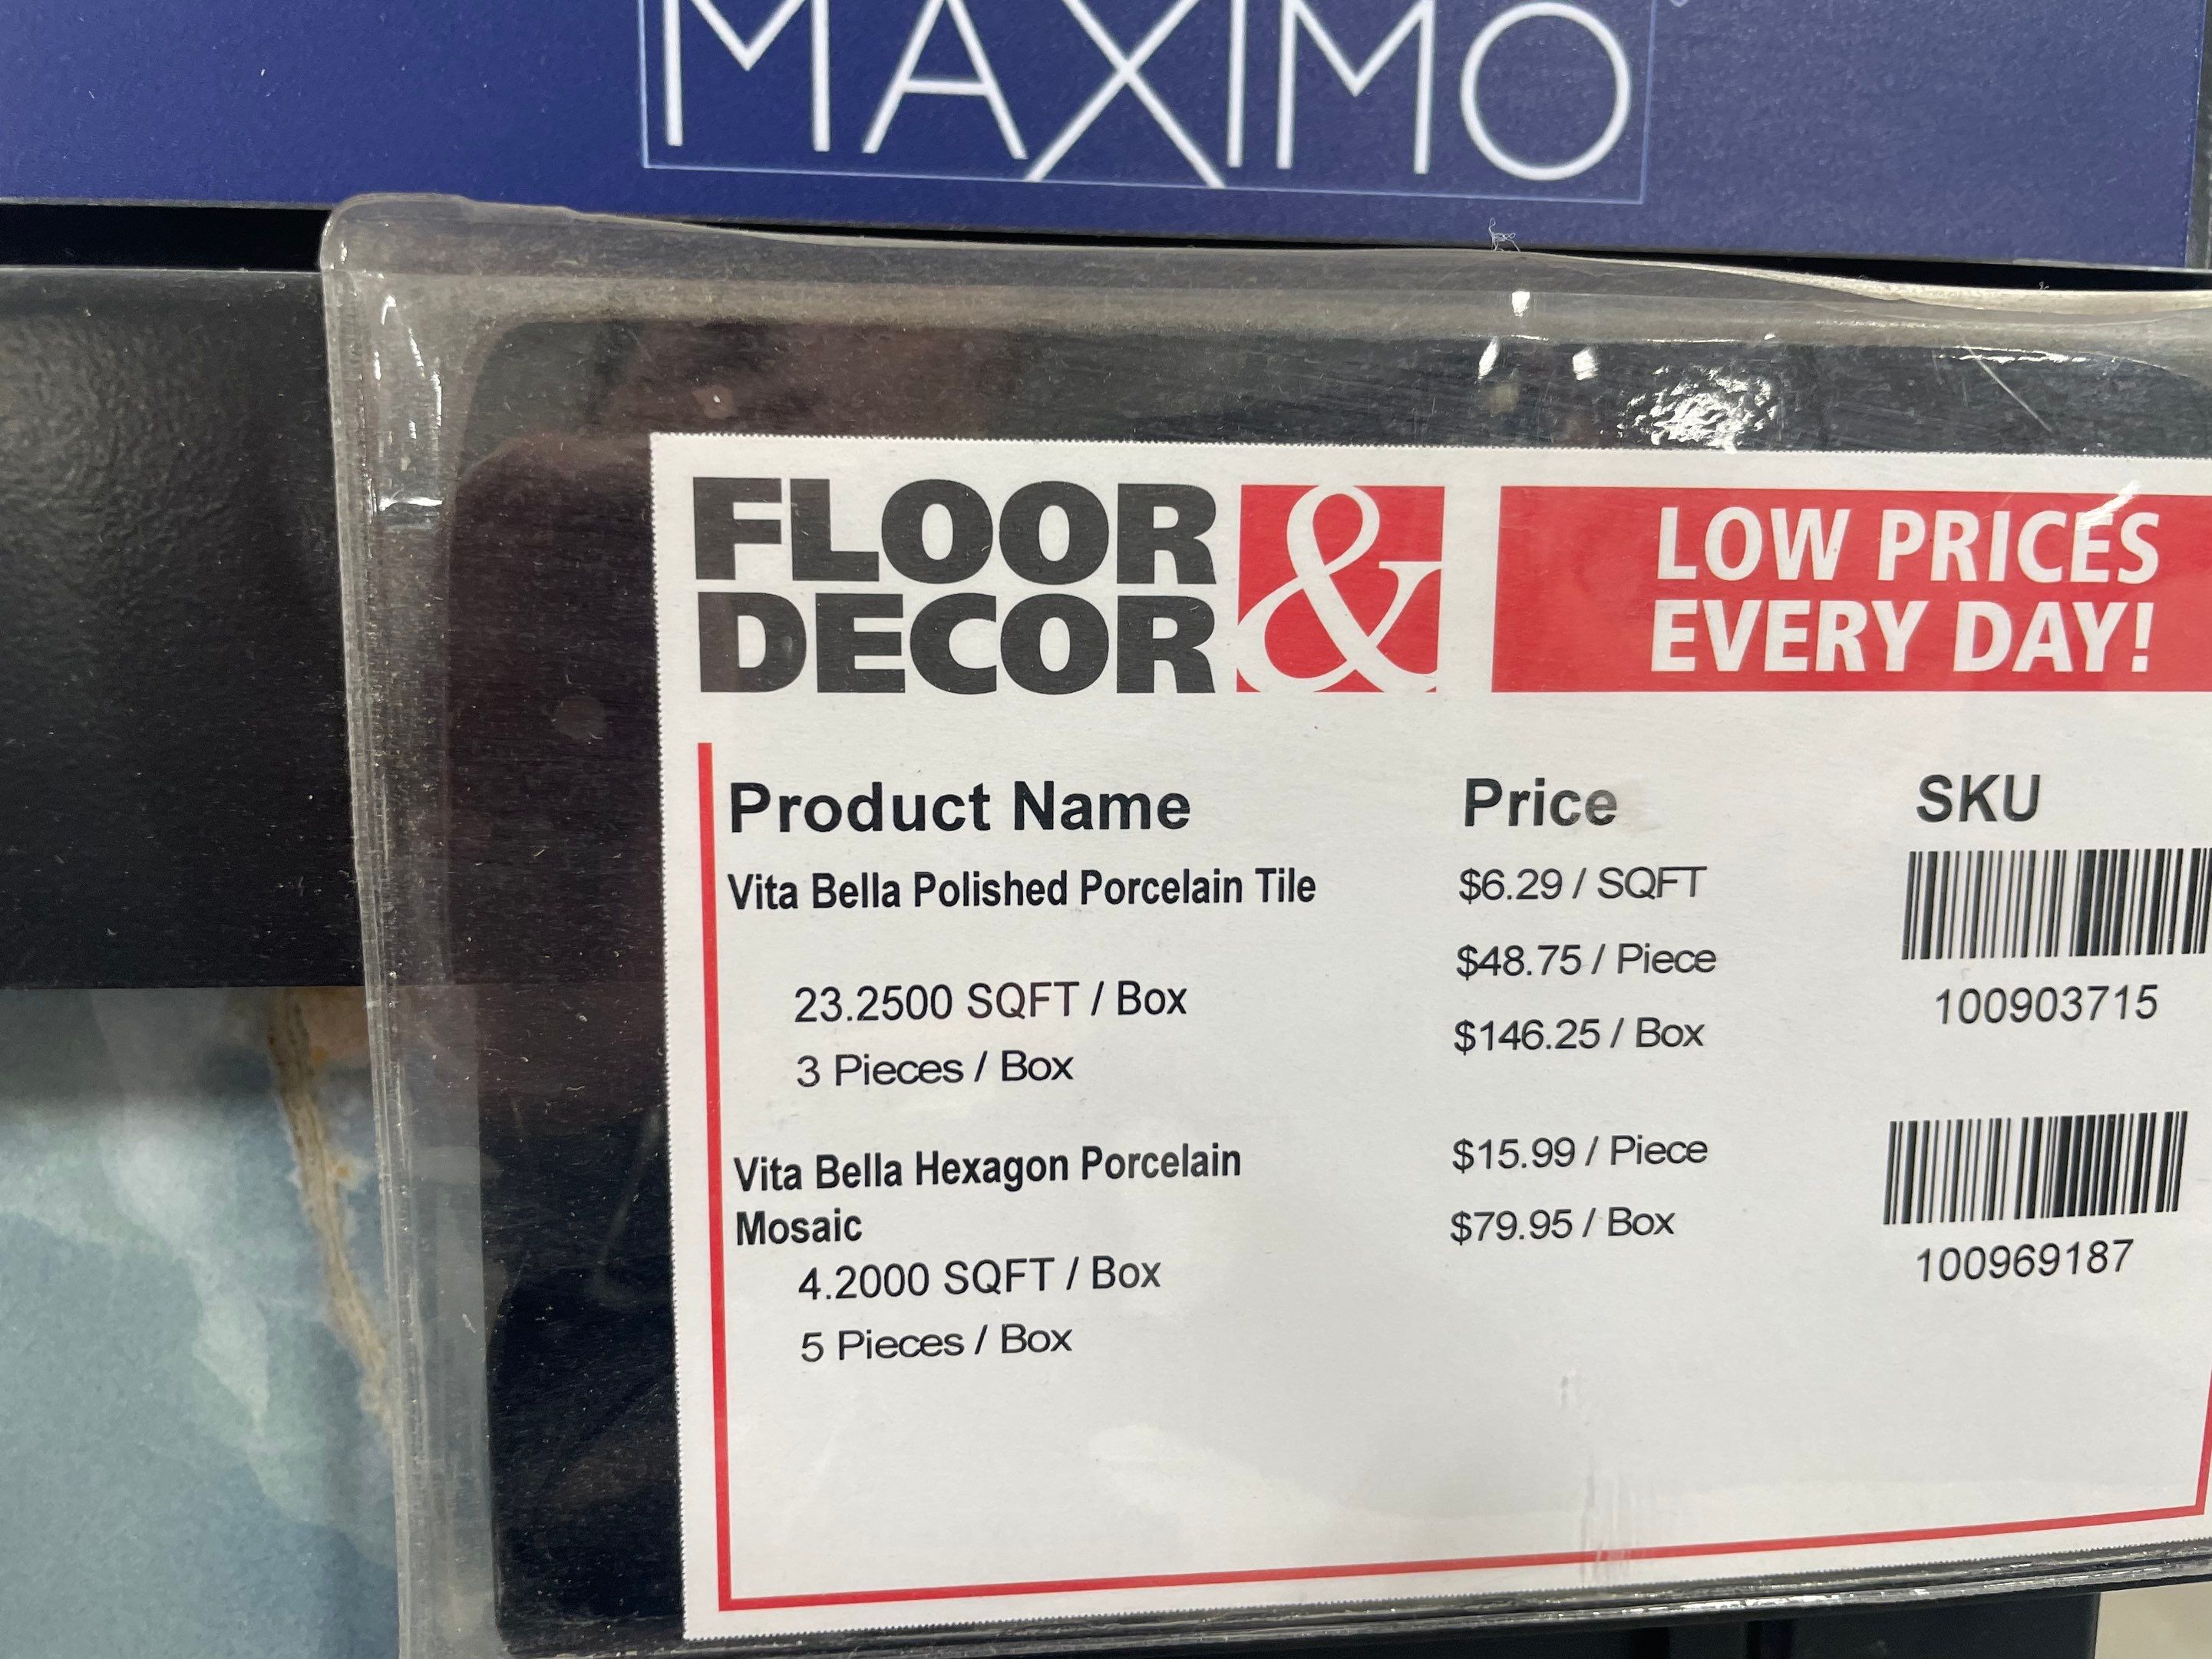 MAXIMO
FLOOR & DECOR
LOW PRICES
EVERY DAY!
Product Name Price SKU
Vita Bella Polished Porcelain Tile $6.29 / SQFT
$48.75 / Piece
23.2500 SQFT / Box 100903715
3 Pieces / Box $146.25 / Box
Vita Bella Hexagon Porcelain $15.99 / Piece
Mosaic $79.95 / Box
4.2000 SQFT / Box 100969187
5 Pieces / Box